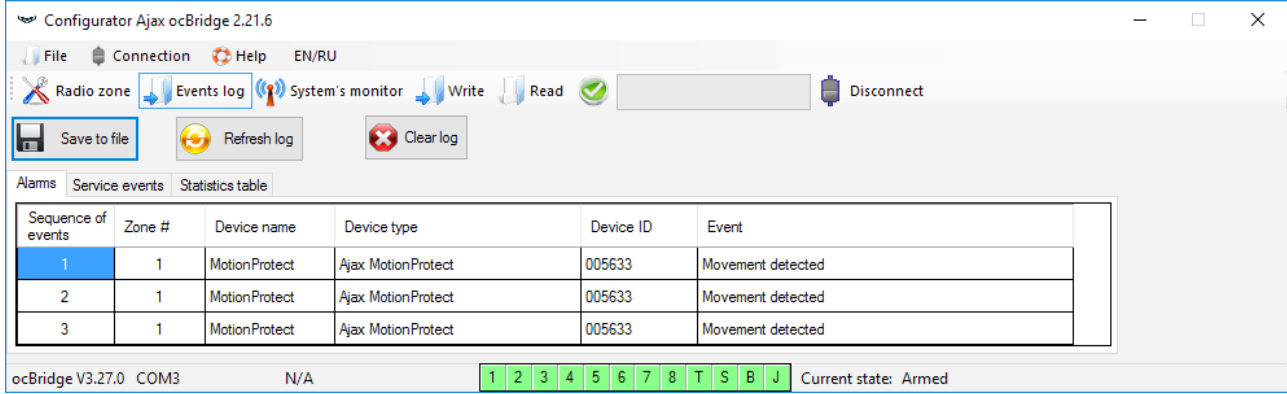 Configurator Ajax ocBridge 2.21.6
File Connection Help EN/RU
Radio zone Events log System's monitor Write Read Disconnect
Save to file Refresh log Clear log
Alarms Service events Statistics table
Sequence of events Zone # Device name Device type Device ID Event
1 1 MotionProtect Ajax MotionProtect 005633 Movement detected
2 1 MotionProtect Ajax MotionProtect 005633 Movement detected
3 1 MotionProtect Ajax MotionProtect 005633 Movement detected
ocBridge V3.27.0 COM3 N/A 1 2 3 4 5 6 7 8 T S B J Current state: Armed